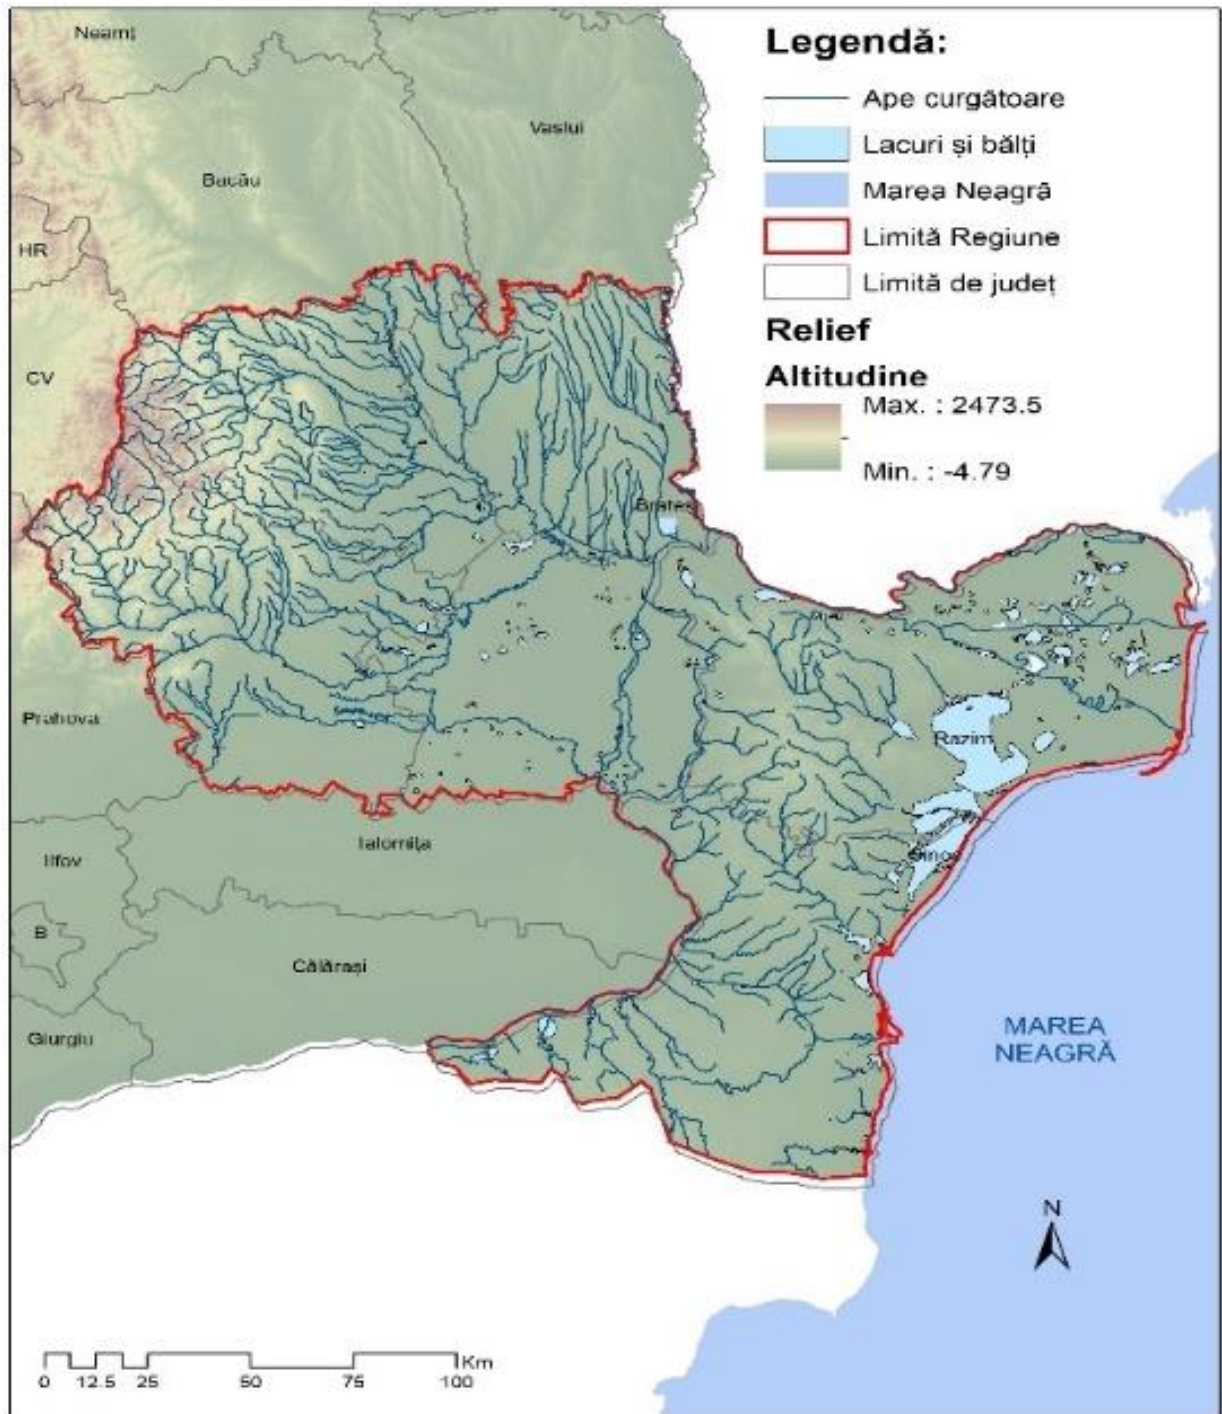 Neamț
Vaslui
Bacău
HR
CV
Legendă:
Ape curgătoare
Lacuri și bălți
Marea Neagră
Limită Regiune
Limită de județ
Relief
Altitudine
Max. : 2473.5
Min. : -4.79
Brateș
Razim
Prahova
Ialomița
Ilfov
B
Călărași
Giurgiu
MAREA
NEAGRĂ
N
Km
0 12.5 25 50 75 100